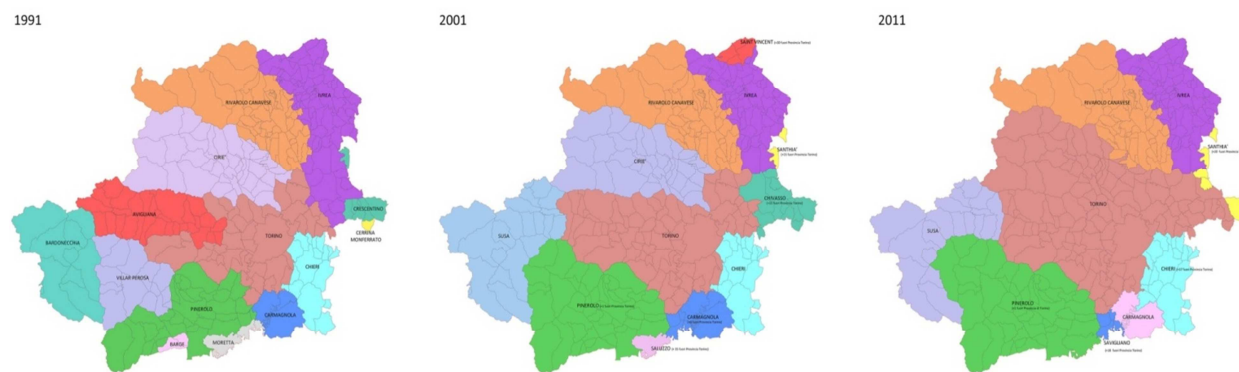 1991
RIVAROLO CANAVESE
IVREA
CIRIE'
AVIGLIANA
BARDONECCHIA
CRESCENTINO
CERRINA
MONFERRATO
TORINO
VILLAR PEROSA
CHIERI
PINEROLO
CARMAGNOLA
MORETTA
BARGE
2001
SAINT VINCENT
RIVAROLO CANAVESE
IVREA
SANTHIA'
CIRIE'
CHIVASSO
SUSA
TORINO
CHIERI
PINEROLO
CARMAGNOLA
SALUZZO
2011
RIVAROLO CANAVESE
IVREA
SANTHIA'
TORINO
SUSA
CHIERI
PINEROLO
CARMAGNOLA
SAVIGLIANO